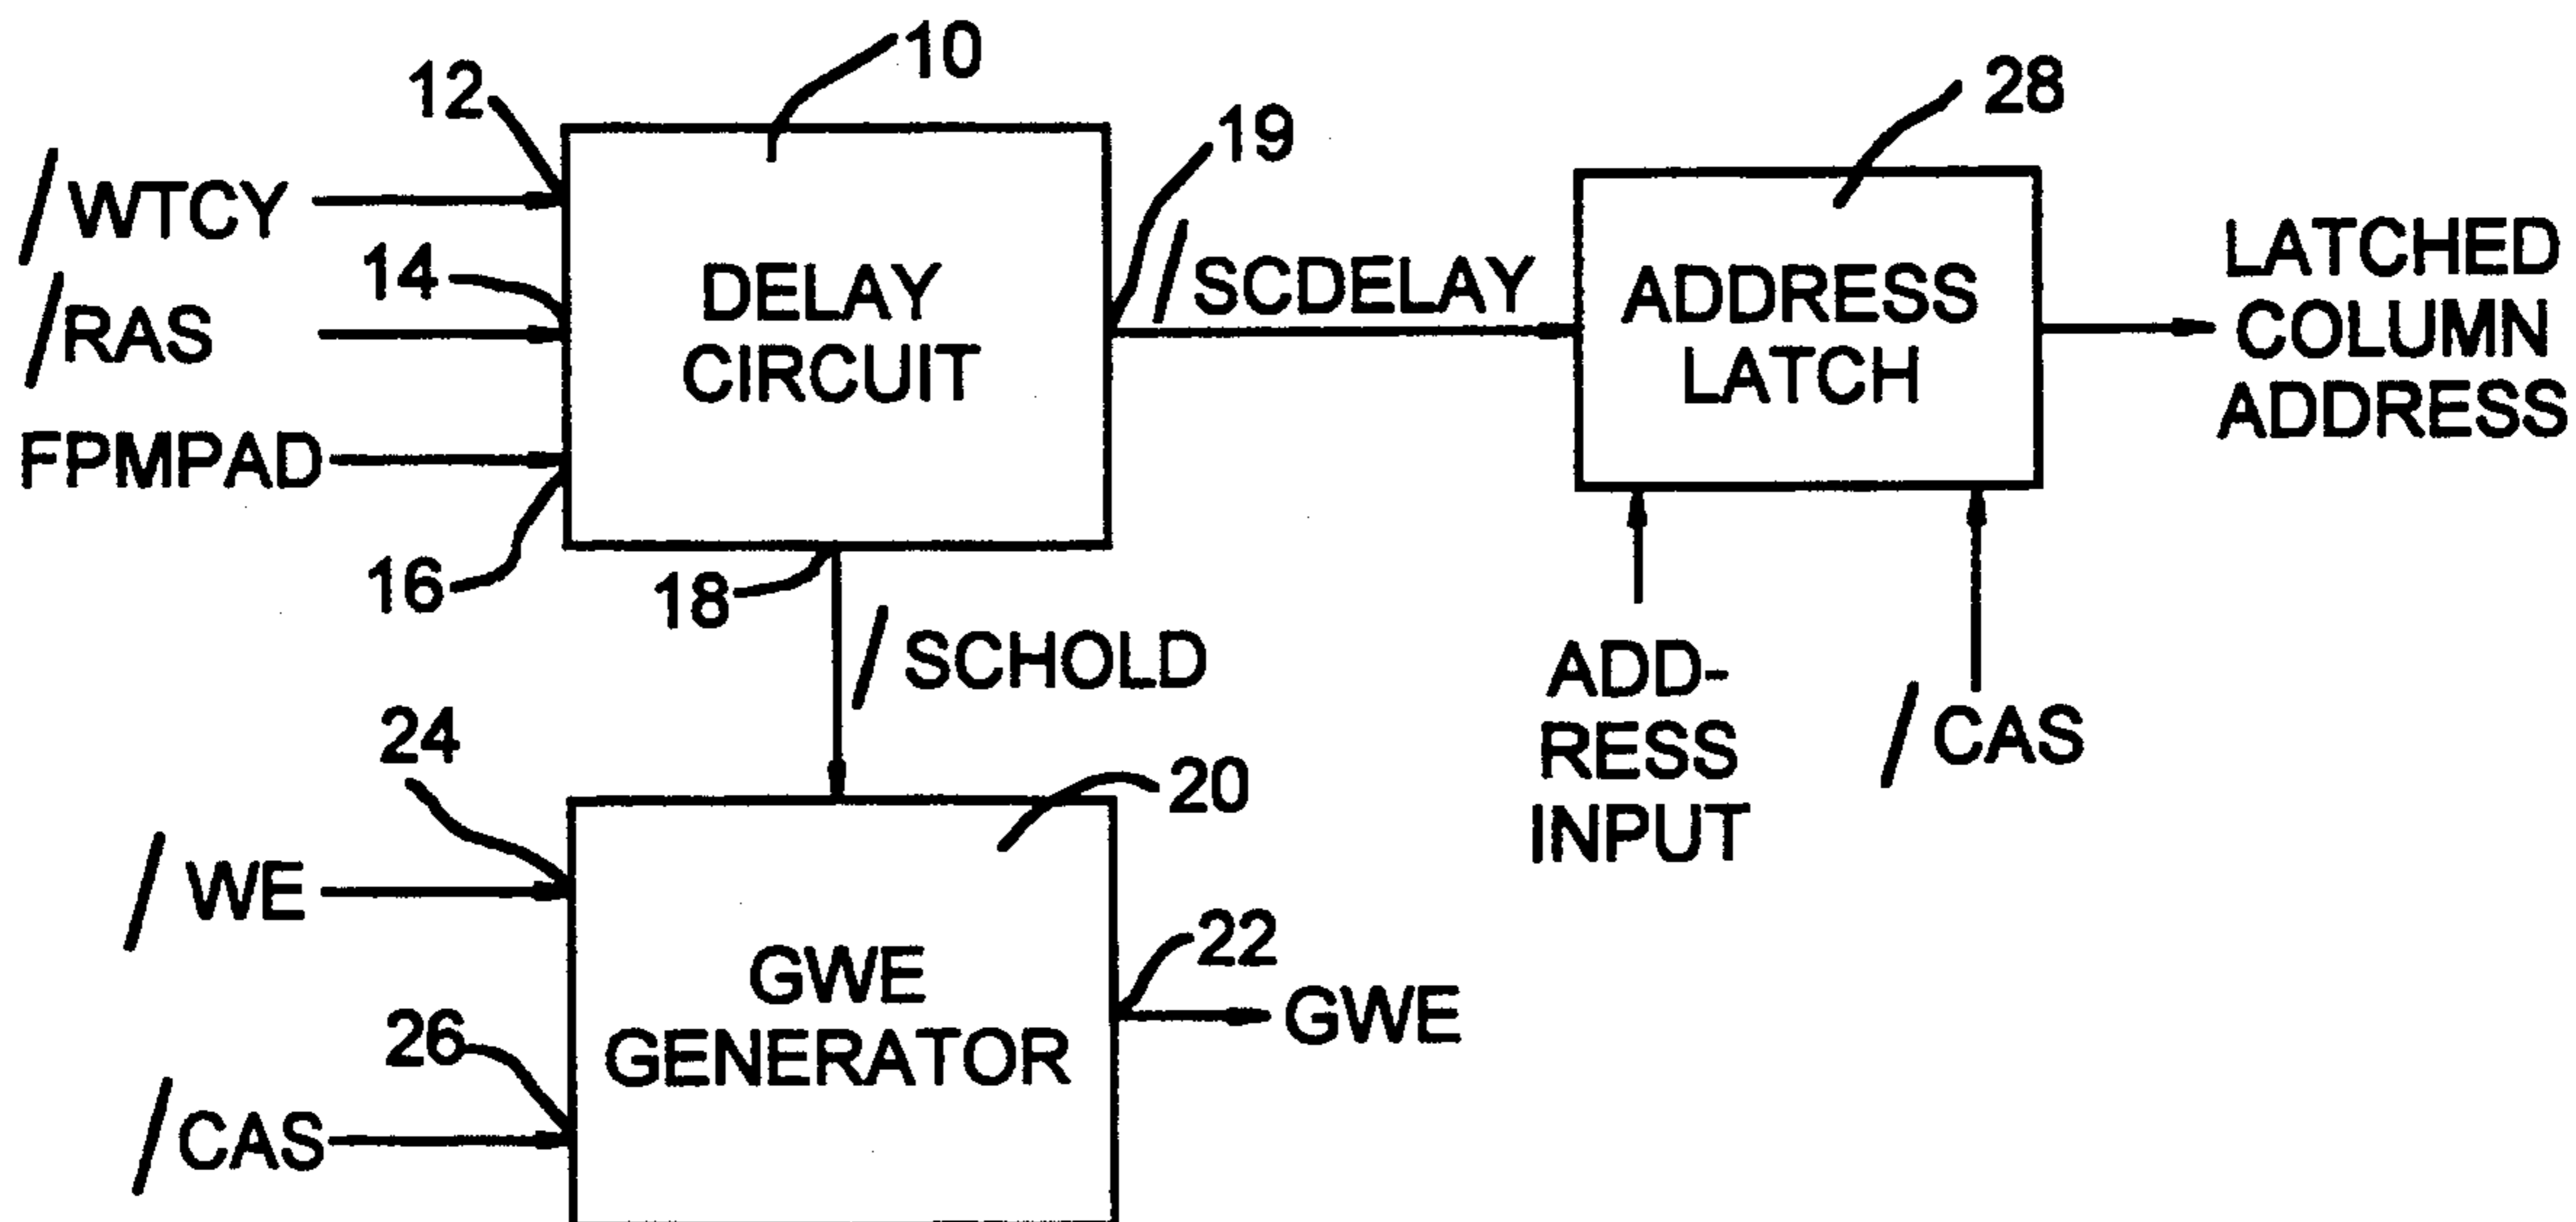 10
12
/WTCY
14
/RAS
FPMPAD
16
DELAY
CIRCUIT
18
19
/SCDELAY
28
ADDRESS
LATCH
LATCHED
COLUMN
ADDRESS
ADD-
RESS
INPUT
/CAS
/SCHOLD
24
/WE
26
/CAS
20
GWE
GENERATOR
22
GWE